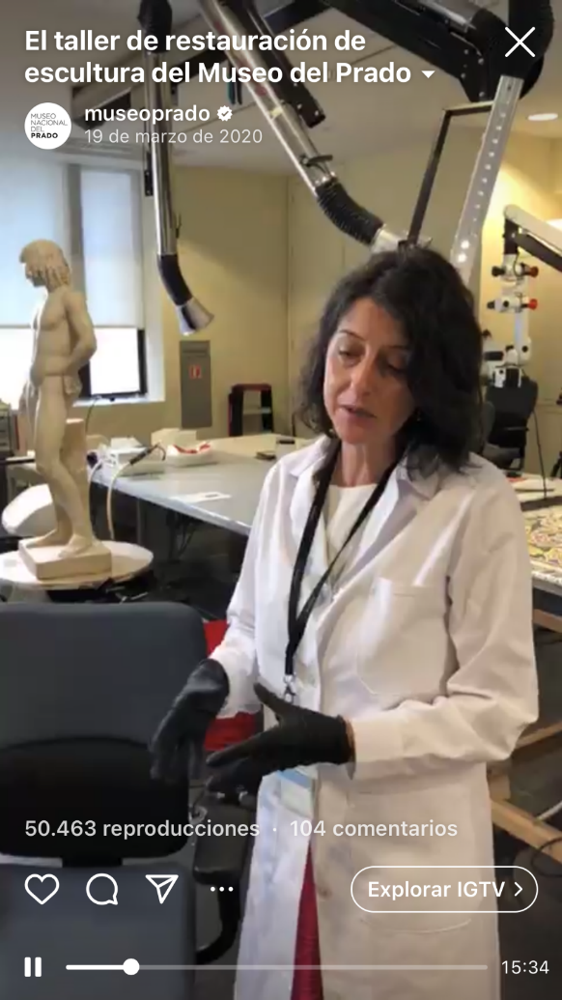 El taller de restauración de
escultura del Museo del Prado
MUSEO
NACIONAL
DEL
PRADO
museoprado
19 de marzo de 2020
50.463 reproducciones · 104 comentarios
Explorar IGTV
15:34